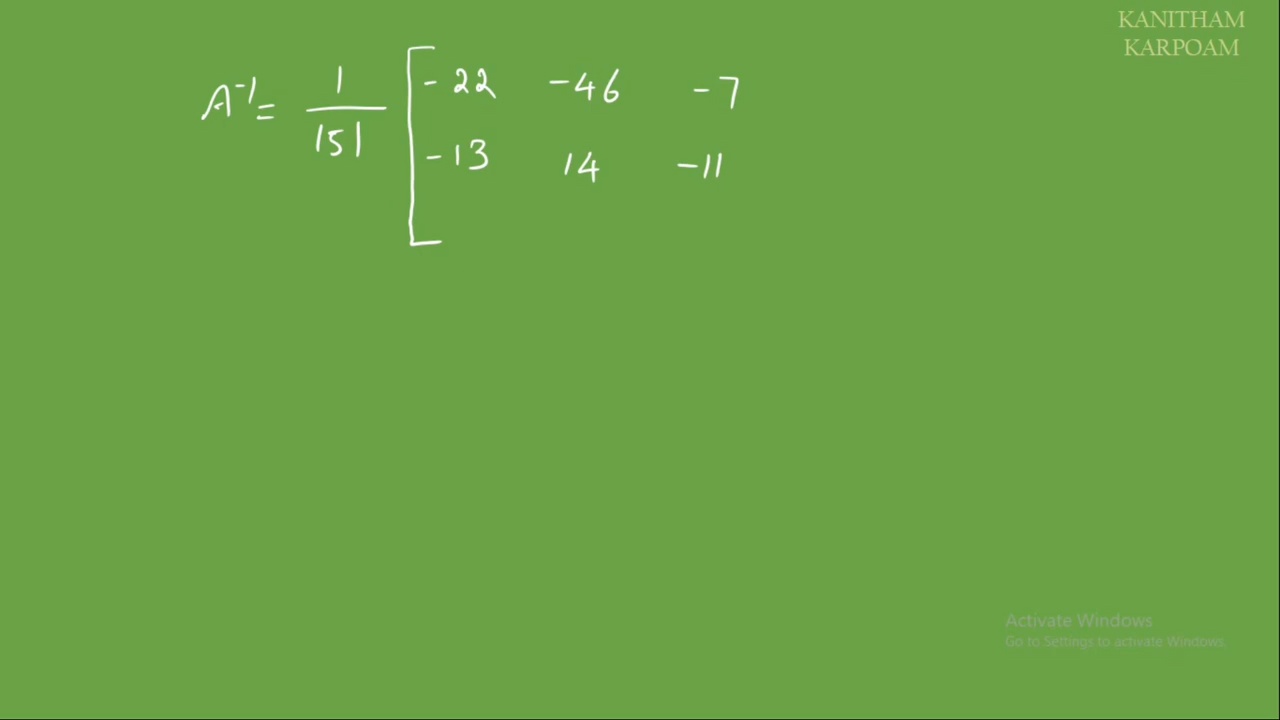 KANITHAM
KARPOAM
A⁻¹ = 1/151 [ -22 -46 -7
-13 14 -11
Activate Windows
Go to Settings to activate Windows.